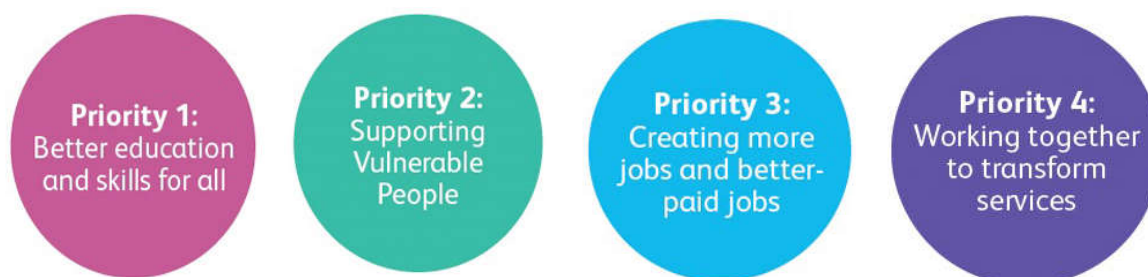 Priority 1:
Better education
and skills for all
Priority 2:
Supporting
Vulnerable
People
Priority 3:
Creating more
jobs and better-
paid jobs
Priority 4:
Working together
to transform
services